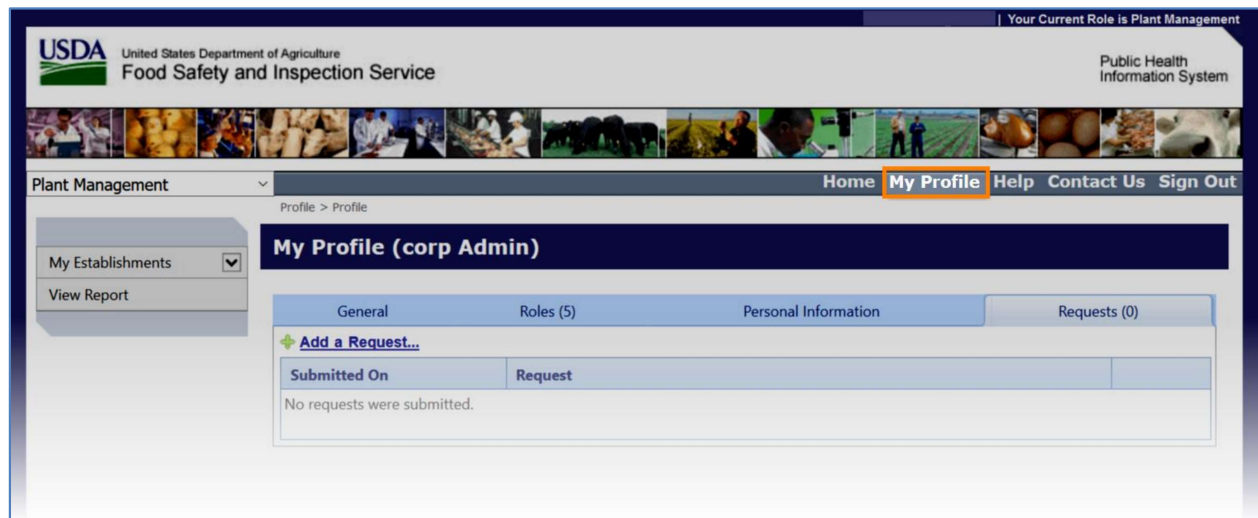 | Your Current Role is Plant Management
USDA
United States Department of Agriculture
Food Safety and Inspection Service
Public Health
Information System
Plant Management
Home My Profile Help Contact Us Sign Out
Profile > Profile
My Profile (corp Admin)
My Establishments
View Report
General Roles (5) Personal Information Requests (0)
Add a Request...
Submitted On Request
No requests were submitted.